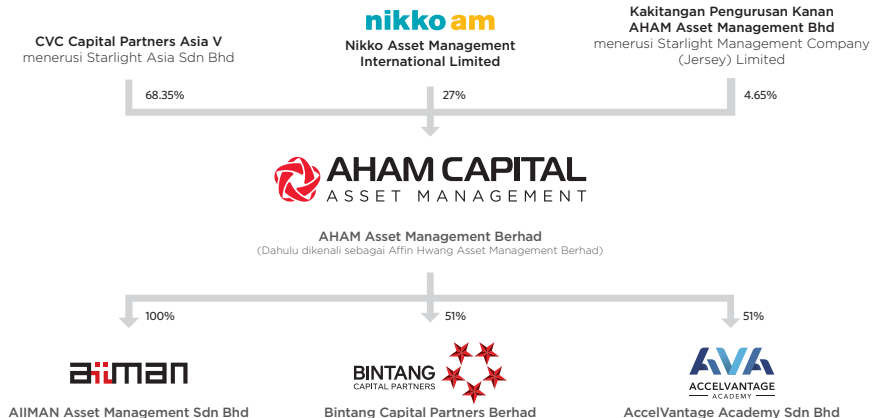 CVC Capital Partners Asia V
menerusi Starlight Asia Sdn Bhd
nikko am
Nikko Asset Management
International Limited
Kakitangan Pengurusan Kanan
AHAM Asset Management Bhd
menerusi Starlight Management Company
(Jersey) Limited
68.35%
27%
4.65%
AHAM CAPITAL
ASSET MANAGEMENT
AHAM Asset Management Berhad
(Dahulu dikenali sebagai Affin Hwang Asset Management Berhad)
100%
51%
51%
aiiman
BINTANG
CAPITAL PARTNERS
AVA
ACCELVANTAGE
ACADEMY
AIIMAN Asset Management Sdn Bhd
Bintang Capital Partners Berhad
AccelVantage Academy Sdn Bhd